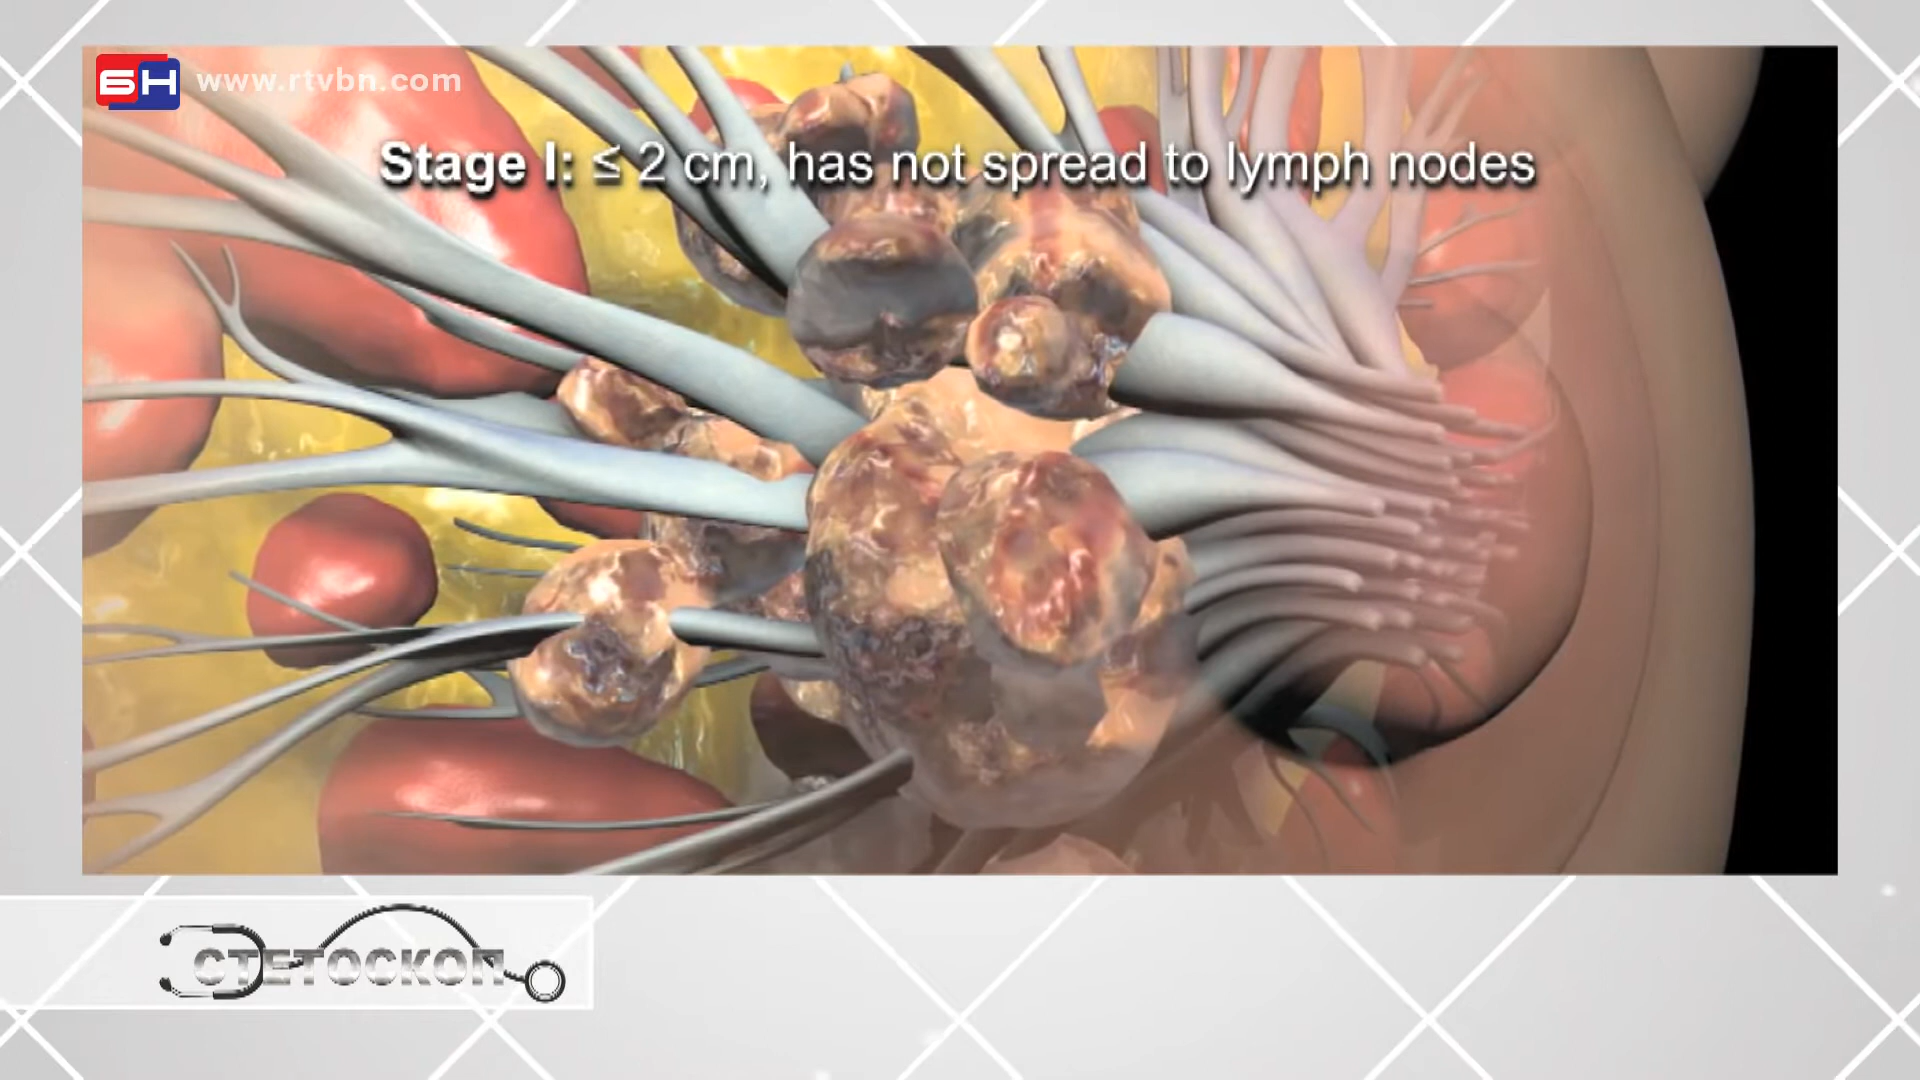 БН www.rtvbn.com
Stage I: ≤ 2 cm, has not spread to lymph nodes
СТЕТОСКОП